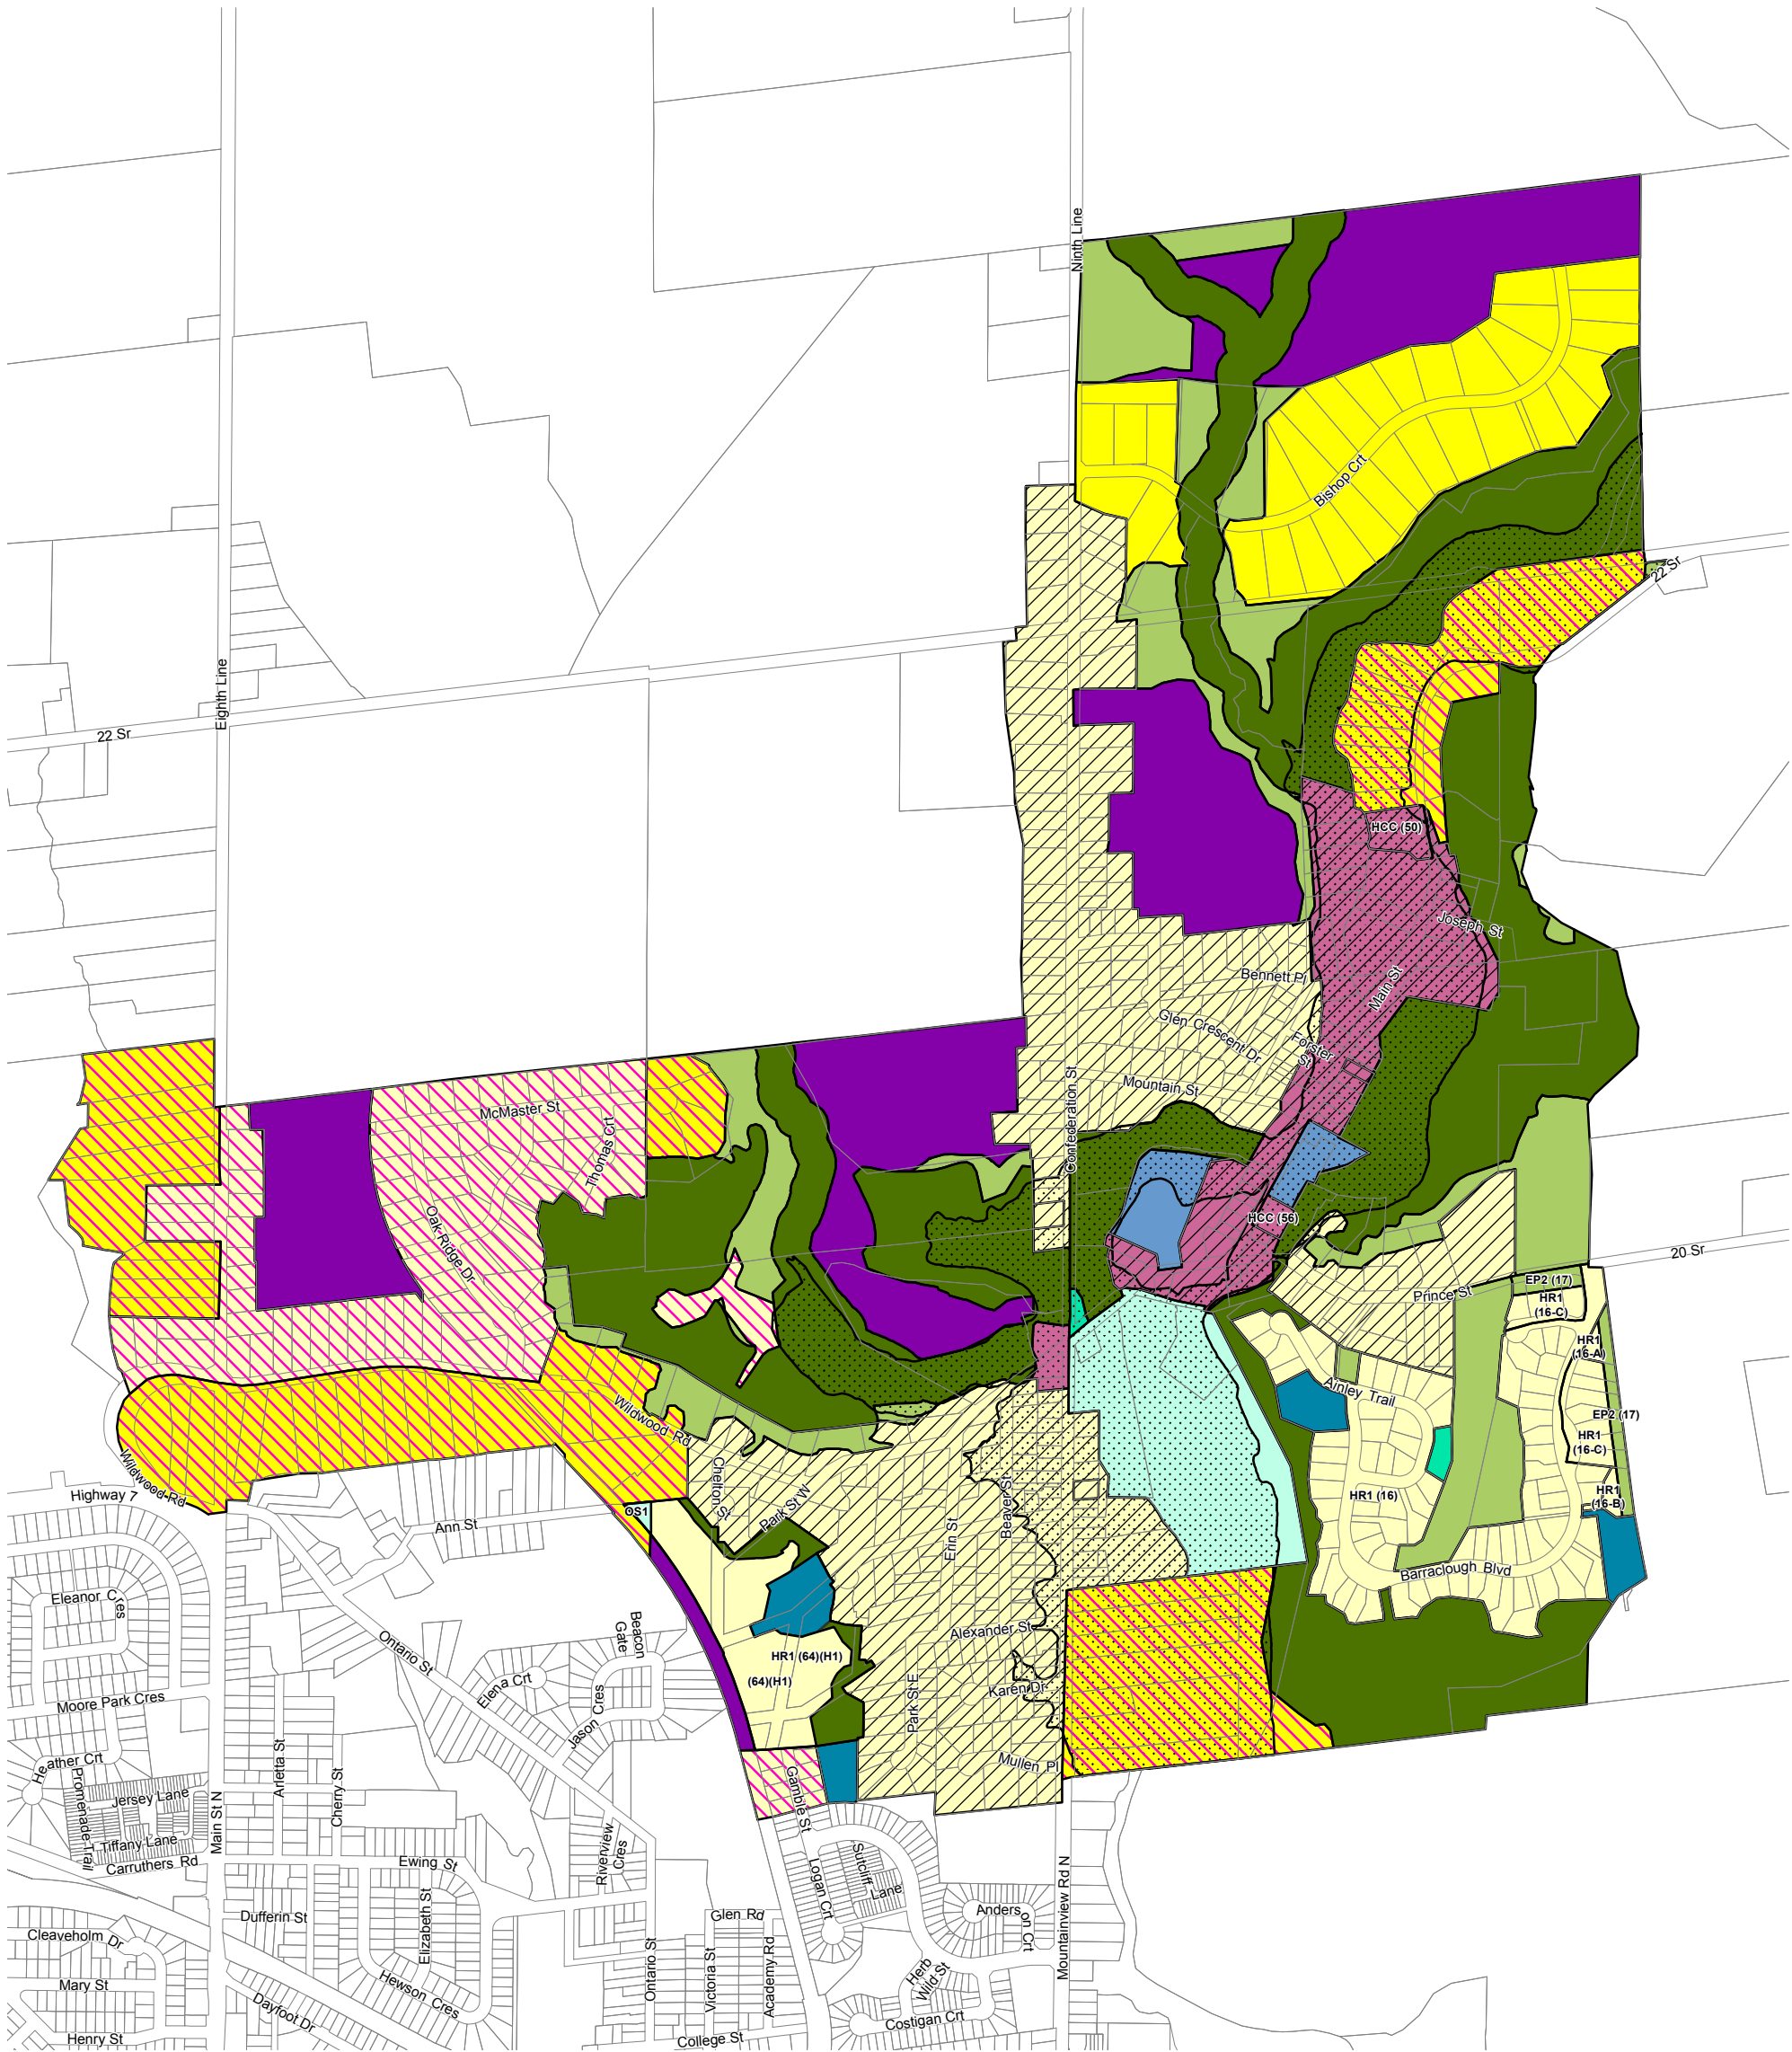 Ninth Line
Bishop Crt
22 Sr
Eighth Line
22 Sr
HCC (50)
Joseph St
Bennett Pl
Main St
Glen Crescent Dr
Forster
St
Mountain St
McMaster St
Thomas Crt
Confederation St
Oak Ridge Dr
HCC (56)
20 Sr
EP2 (17)
Prince St
HR1
(16-C)
HR1
(16-A)
Ainley Trail
Wildwood Rd
EP2 (17)
HR1
(16-C)
Wildwood Rd
Chelton St
Highway 7
HR1 (16)
HR1
(16-B)
OS1
Park St W
Beaver St
Ann St
Erin St
Barraclough Blvd
Eleanor Cres
Beacon
Gate
Alexander St
Ontario St
HR1 (64)(H1)
(64)(H1)
Elena Crt
Karen Dr
Moore Park Cres
Jason Cres
Park St E
Heather Crt
Arletta St
Mullen Pl
Promenade Trail
Jersey Lane
Cherry St
Gamble St
Main St N
Tiffany Lane
Carruthers Rd
Ewing St
Riverview
Cres
Logan Crt
Sutcliff
Lane
Mountainview Rd N
Elizabeth St
Dufferin St
Glen Rd
Anderson Crt
Cleaveholm Dr
Ontario St
Victoria St
Academy Rd
Herb
Wild St
Mary St
Hewson Cres
Dayfoot Dr
Costigan Crt
Henry St
College St